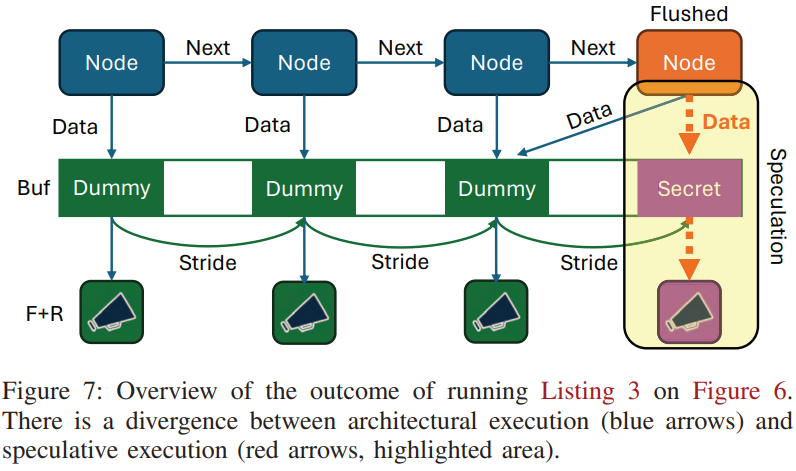 Flushed
Node Next Node Next Node Next Node
Data Data Data Data Data
Buf Dummy Dummy Dummy Secret
Speculation
Stride Stride Stride
F+R
Figure 7: Overview of the outcome of running Listing 3 on Figure 6.
There is a divergence between architectural execution (blue arrows) and
speculative execution (red arrows, highlighted area).